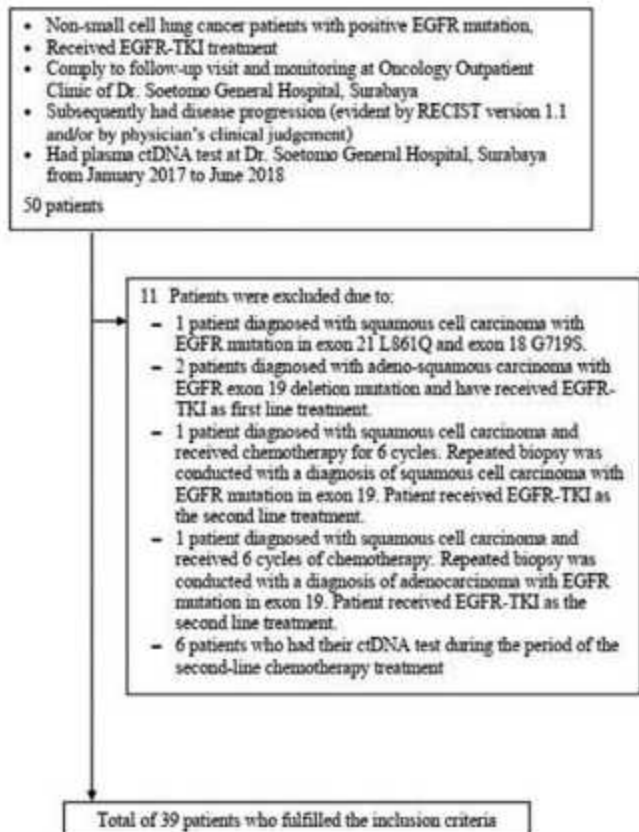 • Non-small cell lung cancer patients with positive EGFR mutation,
• Received EGFR-TKI treatment
• Comply to follow-up visit and monitoring at Oncology Outpatient
Clinic of Dr. Soetomo General Hospital, Surabaya
• Subsequently had disease progression (evident by RECIST version 1.1
and/or by physician's clinical judgement)
• Had plasma ctDNA test at Dr. Soetomo General Hospital, Surabaya
from January 2017 to June 2018
50 patients
11 Patients were excluded due to:
– 1 patient diagnosed with squamous cell carcinoma with
EGFR mutation in exon 21 L861Q and exon 18 G719S.
– 2 patients diagnosed with adeno-squamous carcinoma with
EGFR exon 19 deletion mutation and have received EGFR-
TKI as first line treatment.
– 1 patient diagnosed with squamous cell carcinoma and
received chemotherapy for 6 cycles. Repeated biopsy was
conducted with a diagnosis of squamous cell carcinoma with
EGFR mutation in exon 19. Patient received EGFR-TKI as
the second line treatment.
– 1 patient diagnosed with squamous cell carcinoma and
received 6 cycles of chemotherapy. Repeated biopsy was
conducted with a diagnosis of adenocarcinoma with EGFR
mutation in exon 19. Patient received EGFR-TKI as the
second line treatment.
– 6 patients who had their ctDNA test during the period of the
second-line chemotherapy treatment
Total of 39 patients who fulfilled the inclusion criteria